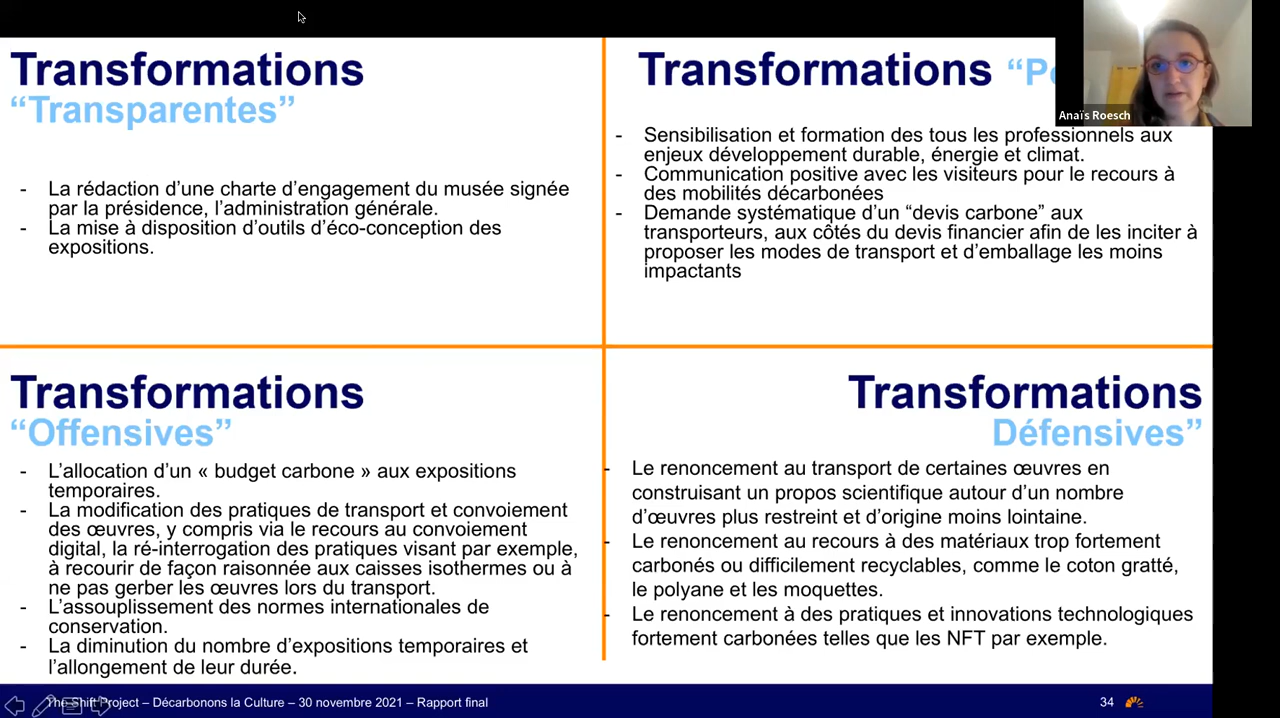 Transformations
“Transparentes”
- La rédaction d’une charte d’engagement du musée signée
par la présidence, l’administration générale.
- La mise à disposition d’outils d’éco-conception des
expositions.
Transformations
Anaïs Roesch
- Sensibilisation et formation des tous les professionnels aux
enjeux développement durable, énergie et climat.
- Communication positive avec les visiteurs pour le recours à
des mobilités décarbonées
- Demande systématique d’un “devis carbone” aux
transporteurs, aux côtés du devis financier afin de les inciter à
proposer les modes de transport et d’emballage les moins
impactants
Transformations
“Offensives”
- L’allocation d’un « budget carbone » aux expositions
temporaires.
- La modification des pratiques de transport et convoiement
des œuvres, y compris via le recours au convoiement
digital, la ré-interrogation des pratiques visant par exemple,
à recourir de façon raisonnée aux caisses isothermes ou à
ne pas gerber les œuvres lors du transport.
- L’assouplissement des normes internationales de
conservation.
- La diminution du nombre d’expositions temporaires et
l’allongement de leur durée.
Transformations
Défensives”
- Le renoncement au transport de certaines œuvres en
construisant un propos scientifique autour d’un nombre
d’œuvres plus restreint et d’origine moins lointaine.
- Le renoncement au recours à des matériaux trop fortement
carbonés ou difficilement recyclables, comme le coton gratté,
le polyane et les moquettes.
- Le renoncement à des pratiques et innovations technologiques
fortement carbonées telles que les NFT par exemple.
The Shift Project – Décarbonons la Culture – 30 novembre 2021 – Rapport final
34